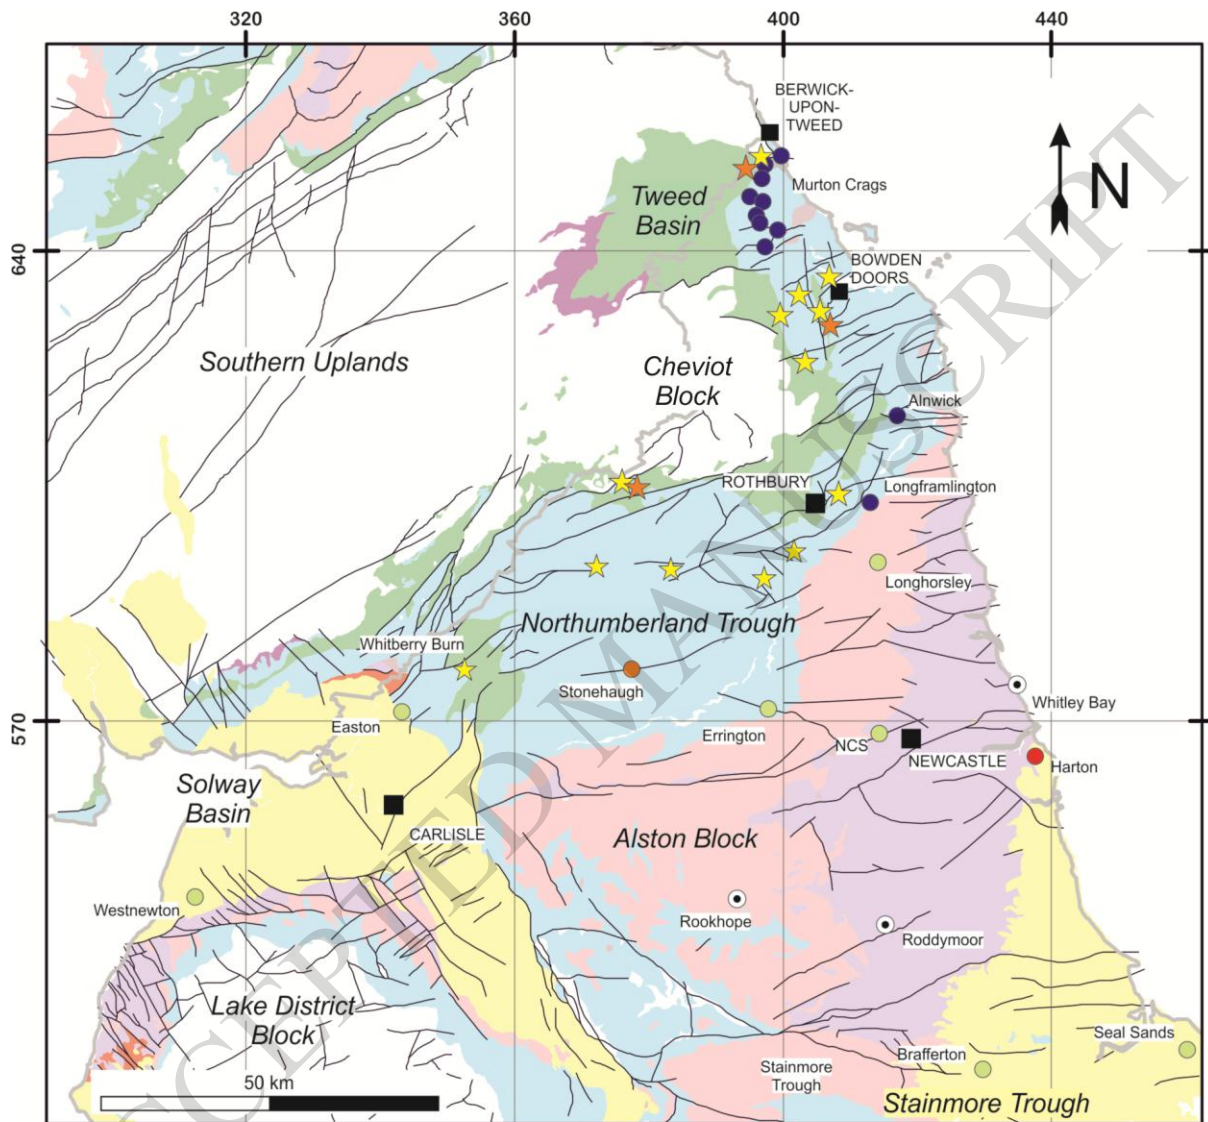 320 360 400 440
BERWICK-
UPON-
TWEED
Murton Crags
N
Tweed
Basin
640
BOWDEN
DOORS
Southern Uplands
Cheviot
Block
Alnwick
ROTHBURY
Longframlington
Longhorsley
Northumberland Trough
Whitberry Burn
Stonehaugh
Whitley Bay
Easton
Errington
570
NCS
NEWCASTLE
Harton
Solway
Basin
CARLISLE
Alston Block
Westnewton
Rookhope
Roddymoor
Lake District
Block
Seal Sands
Brafferton
Stainmore
Trough
50 km
Stainmore Trough
CCEPTED MANUSCRIPT